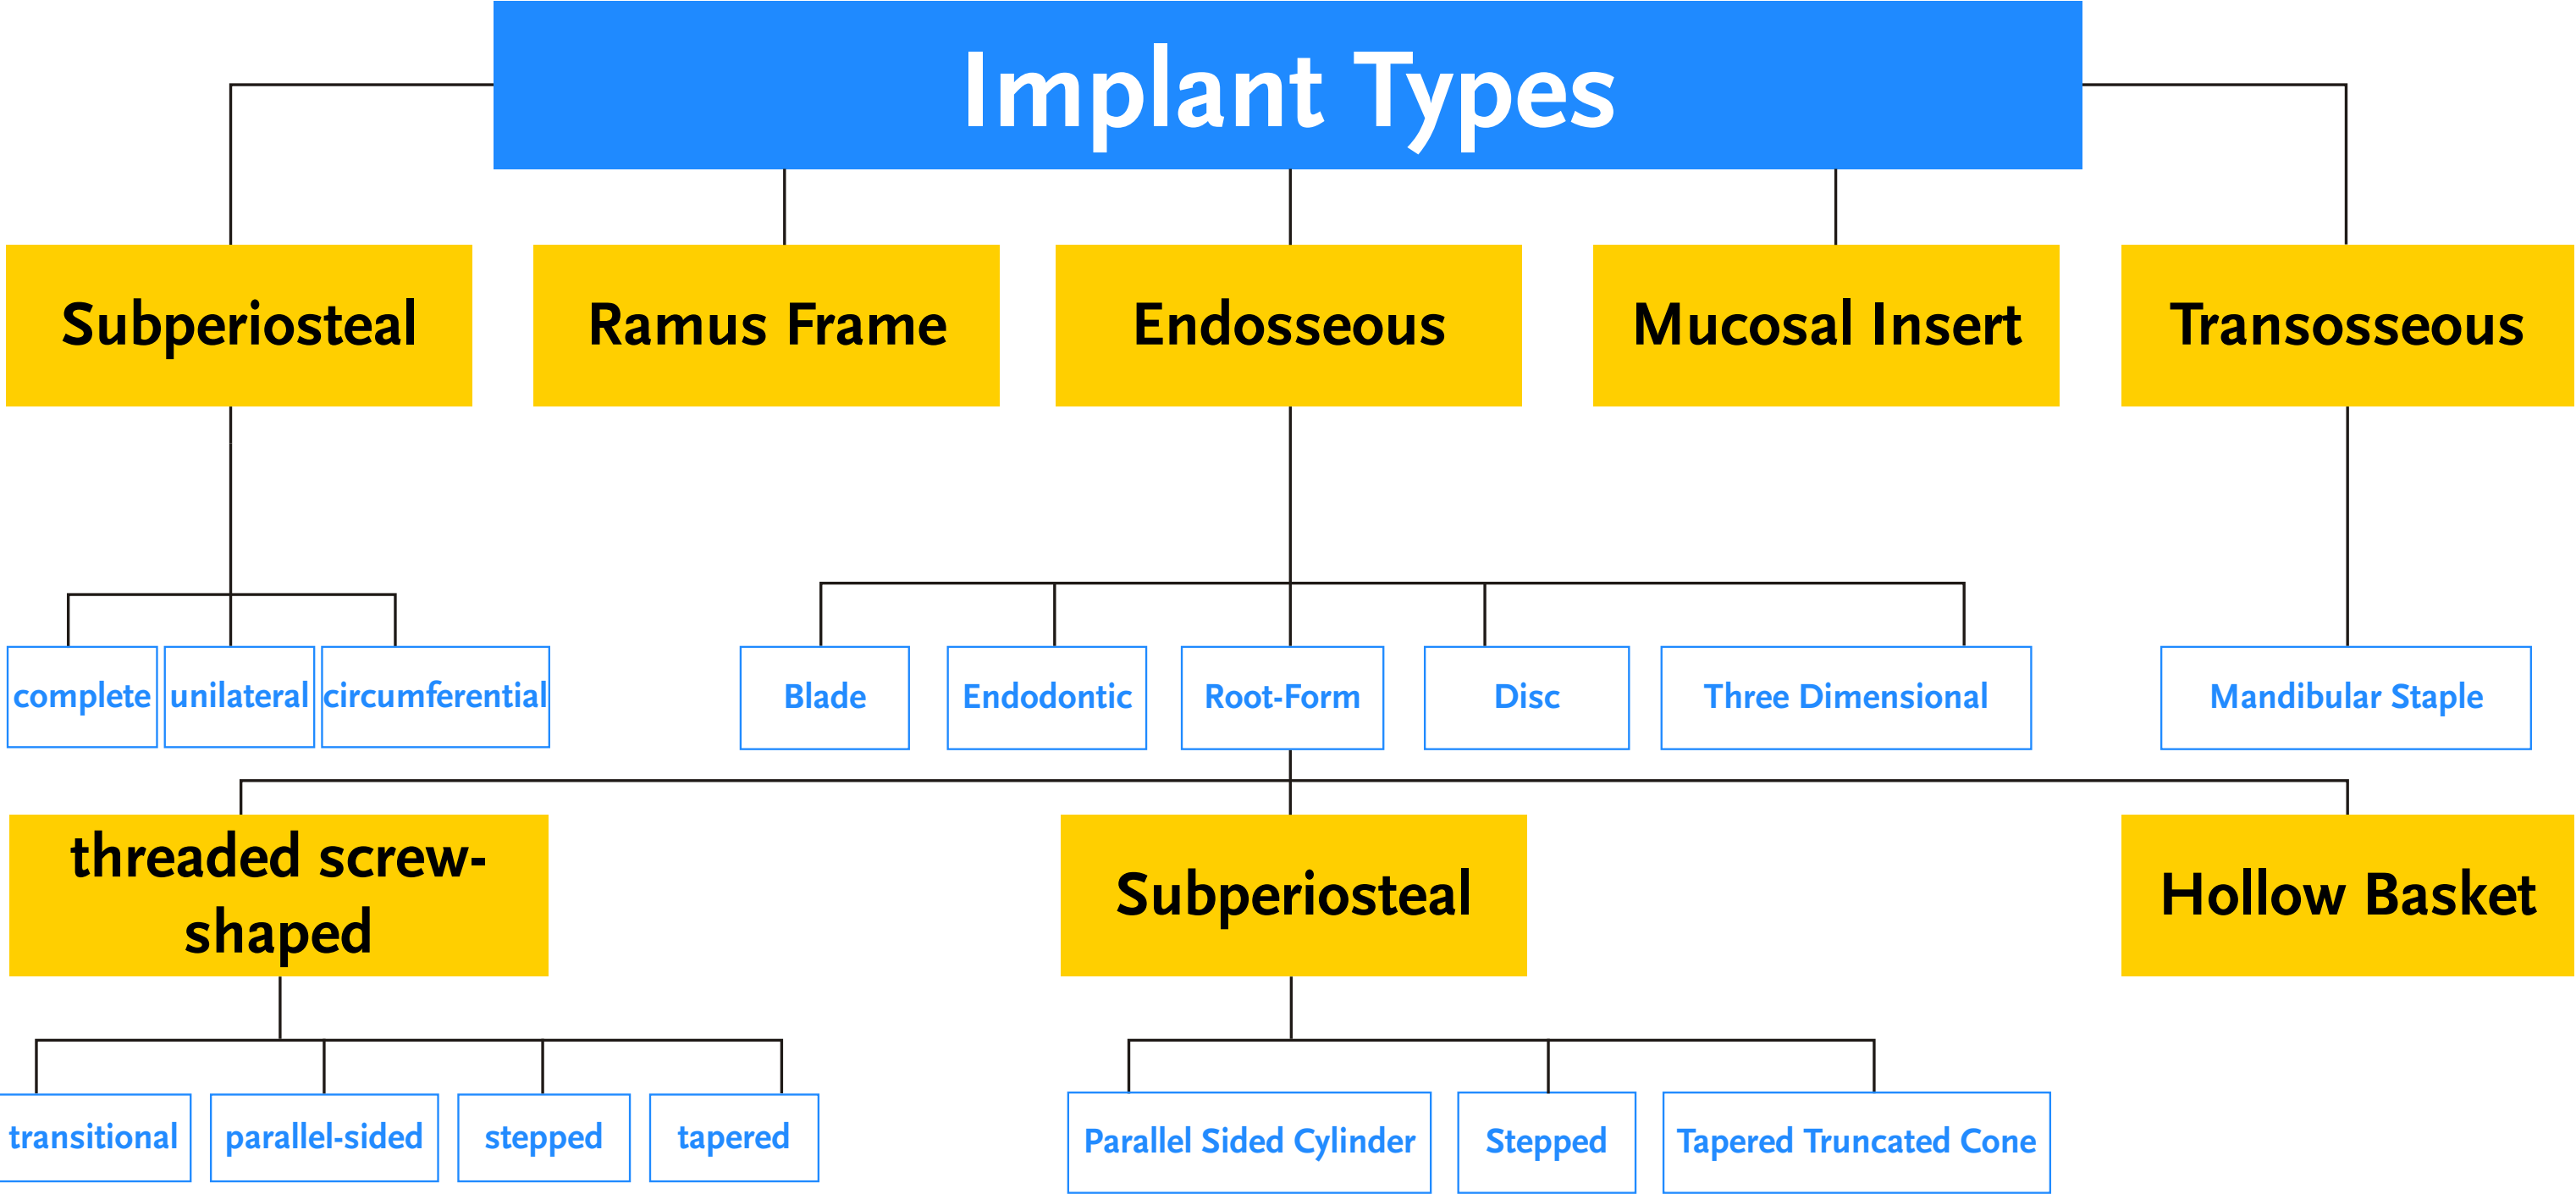 Implant Types
Subperiosteal
Ramus Frame
Endosseous
Mucosal Insert
Transosseous
complete
unilateral
circumferential
Blade
Endodontic
Root-Form
Disc
Three Dimensional
Mandibular Staple
threaded screw-
shaped
Subperiosteal
Hollow Basket
transitional
parallel-sided
stepped
tapered
Parallel Sided Cylinder
Stepped
Tapered Truncated Cone